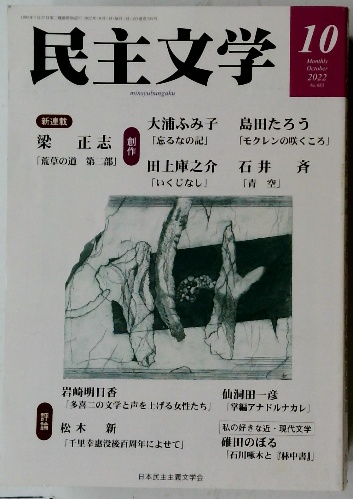 民主文学
minsyubungaku
10
Monthly
October
2022
新連載
梁 正志
「荒草の道 第二部」
創作
大浦ふみ子
「忘るなの記」
島田たろう
「モクレンの咲くころ」
田上庫之介
「いくじなし」
石井 斉
「青空」
評論
岩崎明日香
「多喜二の文学と声を上げる女性たち」
松木 新
「千里幸恵没後百周年によせて」
仙洞田一彦
「掌編アナドルナカレ」
私の好きな近・現代文学
碓田のぼる
「石川啄木と『林中書』」
日本民主主義文学会